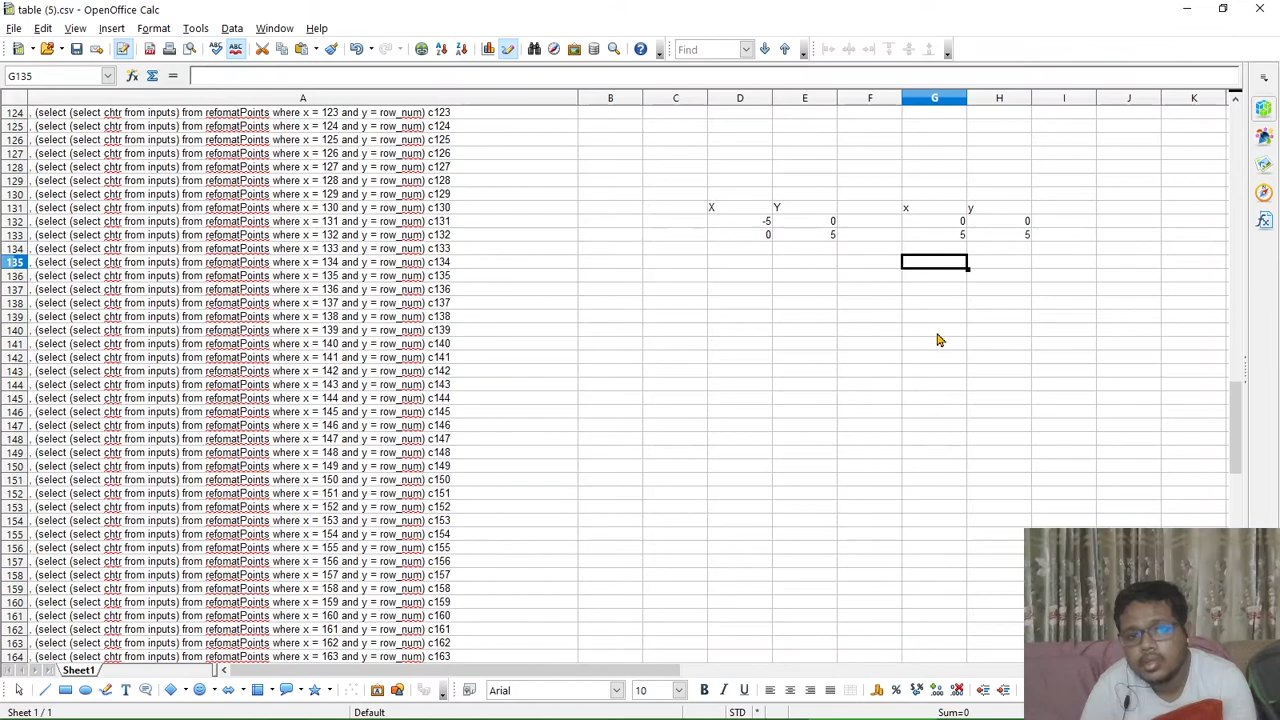 table (5).csv - OpenOffice Calc
File Edit View Insert Format Tools Data Window Help
Find
G135
A B C D E F G H I J K
124 , (select (select chtr from inputs) from refomatPoints where x = 123 and y = row_num) c123
125 , (select (select chtr from inputs) from refomatPoints where x = 124 and y = row_num) c124
126 , (select (select chtr from inputs) from refomatPoints where x = 125 and y = row_num) c125
127 , (select (select chtr from inputs) from refomatPoints where x = 126 and y = row_num) c126
128 , (select (select chtr from inputs) from refomatPoints where x = 127 and y = row_num) c127
129 , (select (select chtr from inputs) from refomatPoints where x = 128 and y = row_num) c128
130 , (select (select chtr from inputs) from refomatPoints where x = 129 and y = row_num) c129
131 , (select (select chtr from inputs) from refomatPoints where x = 130 and y = row_num) c130 X Y x y
132 , (select (select chtr from inputs) from refomatPoints where x = 131 and y = row_num) c131 -5 0 0 0
133 , (select (select chtr from inputs) from refomatPoints where x = 132 and y = row_num) c132 0 5 5 5
134 , (select (select chtr from inputs) from refomatPoints where x = 133 and y = row_num) c133
135 , (select (select chtr from inputs) from refomatPoints where x = 134 and y = row_num) c134
136 , (select (select chtr from inputs) from refomatPoints where x = 135 and y = row_num) c135
137 , (select (select chtr from inputs) from refomatPoints where x = 136 and y = row_num) c136
138 , (select (select chtr from inputs) from refomatPoints where x = 137 and y = row_num) c137
139 , (select (select chtr from inputs) from refomatPoints where x = 138 and y = row_num) c138
140 , (select (select chtr from inputs) from refomatPoints where x = 139 and y = row_num) c139
141 , (select (select chtr from inputs) from refomatPoints where x = 140 and y = row_num) c140
142 , (select (select chtr from inputs) from refomatPoints where x = 141 and y = row_num) c141
143 , (select (select chtr from inputs) from refomatPoints where x = 142 and y = row_num) c142
144 , (select (select chtr from inputs) from refomatPoints where x = 143 and y = row_num) c143
145 , (select (select chtr from inputs) from refomatPoints where x = 144 and y = row_num) c144
146 , (select (select chtr from inputs) from refomatPoints where x = 145 and y = row_num) c145
147 , (select (select chtr from inputs) from refomatPoints where x = 146 and y = row_num) c146
148 , (select (select chtr from inputs) from refomatPoints where x = 147 and y = row_num) c147
149 , (select (select chtr from inputs) from refomatPoints where x = 148 and y = row_num) c148
150 , (select (select chtr from inputs) from refomatPoints where x = 149 and y = row_num) c149
151 , (select (select chtr from inputs) from refomatPoints where x = 150 and y = row_num) c150
152 , (select (select chtr from inputs) from refomatPoints where x = 151 and y = row_num) c151
153 , (select (select chtr from inputs) from refomatPoints where x = 152 and y = row_num) c152
154 , (select (select chtr from inputs) from refomatPoints where x = 153 and y = row_num) c153
155 , (select (select chtr from inputs) from refomatPoints where x = 154 and y = row_num) c154
156 , (select (select chtr from inputs) from refomatPoints where x = 155 and y = row_num) c155
157 , (select (select chtr from inputs) from refomatPoints where x = 156 and y = row_num) c156
158 , (select (select chtr from inputs) from refomatPoints where x = 157 and y = row_num) c157
159 , (select (select chtr from inputs) from refomatPoints where x = 158 and y = row_num) c158
160 , (select (select chtr from inputs) from refomatPoints where x = 159 and y = row_num) c159
161 , (select (select chtr from inputs) from refomatPoints where x = 160 and y = row_num) c160
162 , (select (select chtr from inputs) from refomatPoints where x = 161 and y = row_num) c161
163 , (select (select chtr from inputs) from refomatPoints where x = 162 and y = row_num) c162
164 , (select (select chtr from inputs) from refomatPoints where x = 163 and y = row_num) c163
Sheet1
Arial 10 B I U
Sheet 1 / 1 Default STD * Sum=0